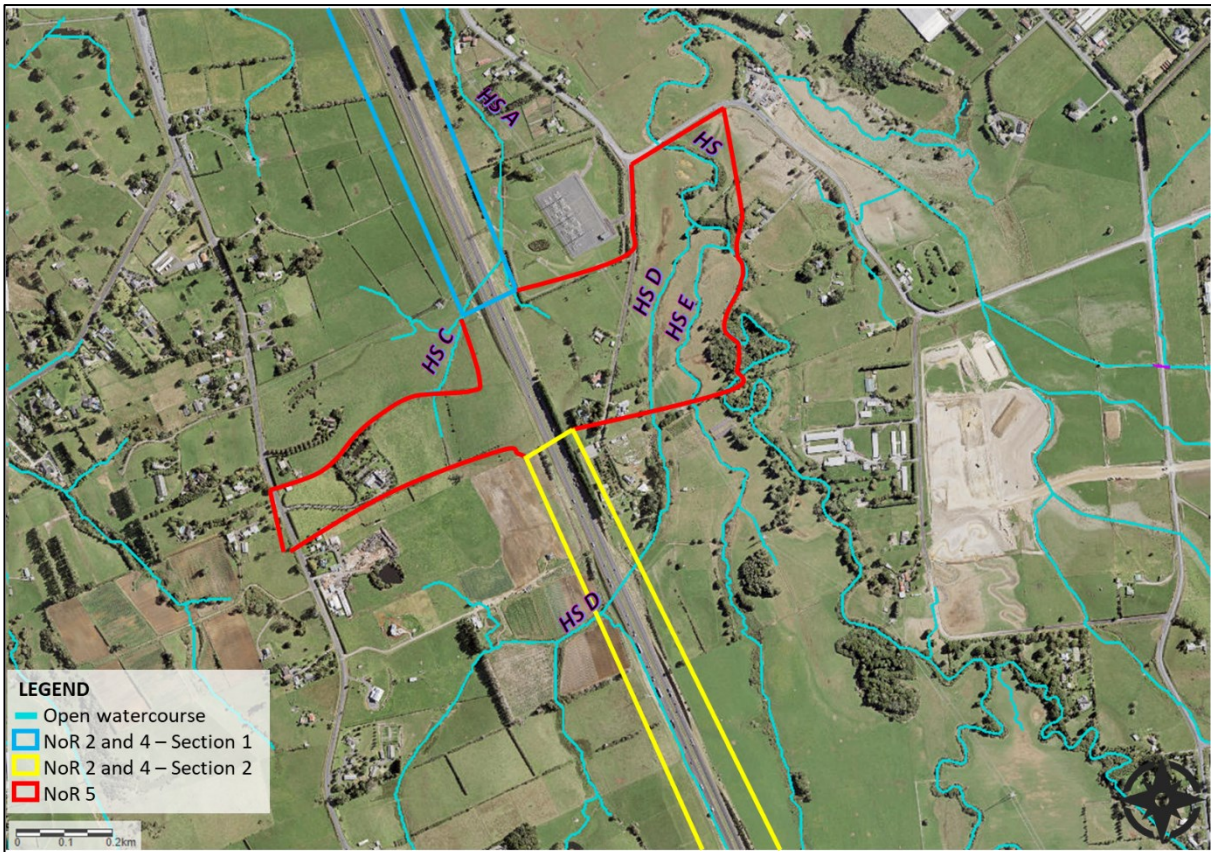 HS A
HS
HS D
HS E
HS C
HS D
LEGEND
Open watercourse
NoR 2 and 4 – Section 1
NoR 2 and 4 – Section 2
NoR 5
0 0.1 0.2km